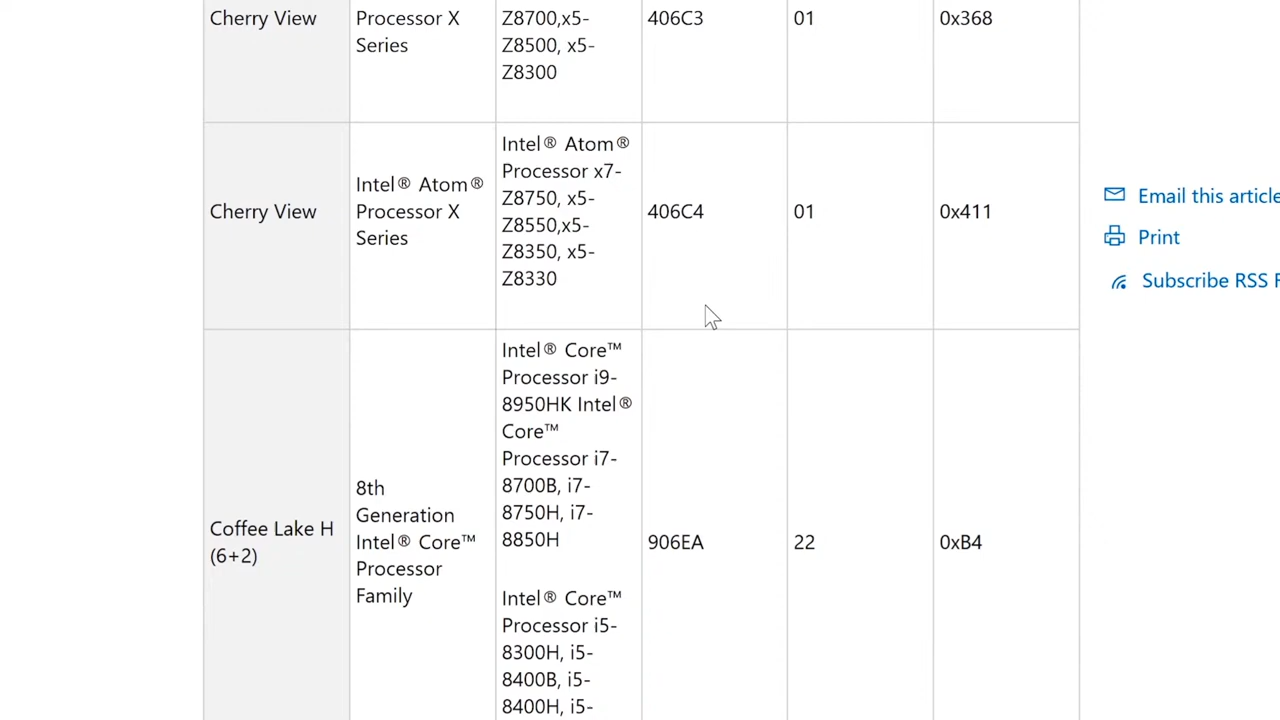 Cherry View
Processor X
Series
Z8700,x5-
Z8500, x5-
Z8300
406C3
01
0x368
Cherry View
Intel® Atom®
Processor X
Series
Intel® Atom®
Processor x7-
Z8750, x5-
Z8550,x5-
Z8350, x5-
Z8330
406C4
01
0x411
Coffee Lake H
(6+2)
8th
Generation
Intel® Core™
Processor
Family
Intel® Core™
Processor i9-
8950HK Intel®
Core™
Processor i7-
8700B, i7-
8750H, i7-
8850H
Intel® Core™
Processor i5-
8300H, i5-
8400B, i5-
8400H, i5-
906EA
22
0xB4
Email this article
Print
Subscribe RSS F